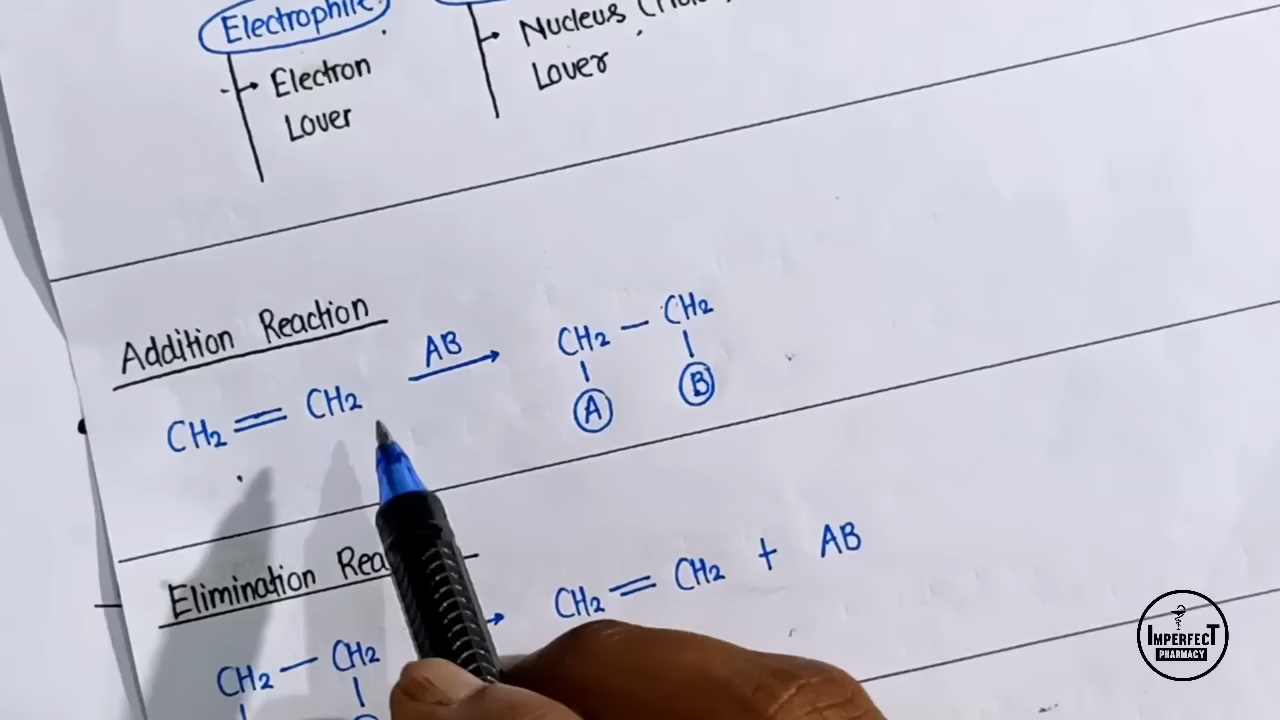 Electrophile
Electron
Lover
Nucleus
Lover
Addition Reaction
CH2 = CH2 AB → CH2 — CH2
A B
Elimination Rea
CH2 — CH2 → CH2 = CH2 + AB
IMPERFECT
PHARMACY